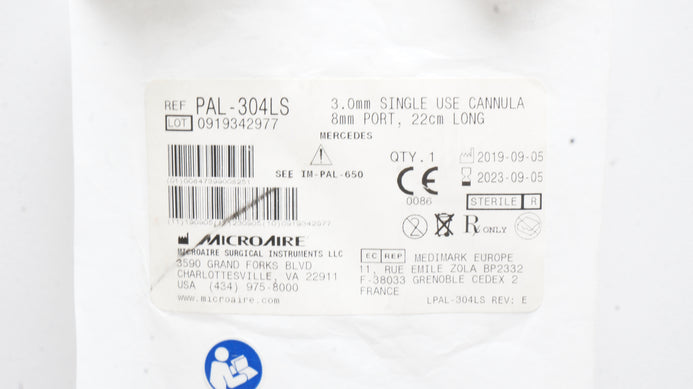 REF PAL-304LS
LOT 0919342977
3.0mm SINGLE USE CANNULA
8mm PORT, 22cm LONG
MERCEDES
SEE IM-PAL-650
QTY. 1
2019-09-05
2023-09-05
CE
0086
STERILE R
Rx ONLY
MICROAIRE
MICROAIRE SURGICAL INSTRUMENTS LLC
3590 GRAND FORKS BLVD
CHARLOTTESVILLE, VA 22911
USA (434) 975-8000
www.microaire.com
EC REP MEDIMARK EUROPE
11, RUE EMILE ZOLA BP2332
F-38033 GRENOBLE CEDEX 2
FRANCE
LPAL-304LS REV: E